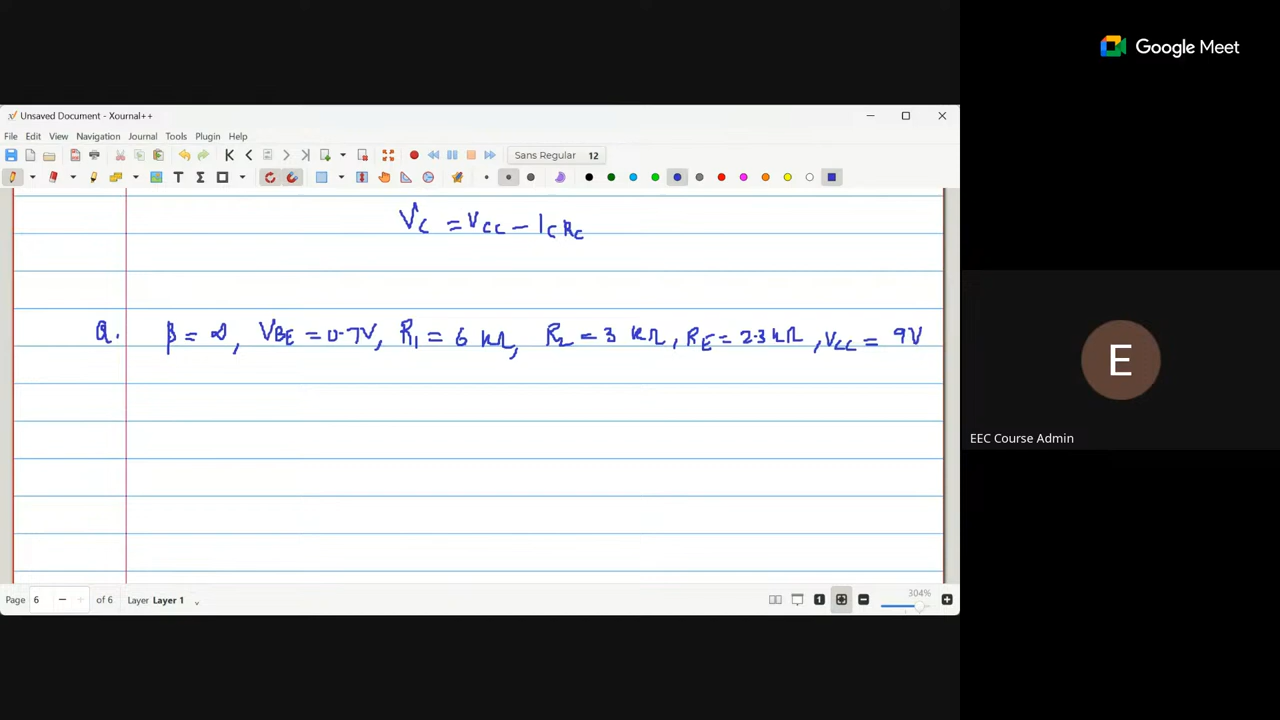 Google Meet
Unsaved Document - Xournal++
File Edit View Navigation Journal Tools Plugin Help
Sans Regular 12
V_C = V_CC - I_C R_C
Q. β = ∞, V_BE = 0.7V, R_1 = 6 kΩ, R_2 = 3 kΩ, R_E = 2.3 kΩ, V_CC = 9V
E
EEC Course Admin
Page 6 of 6 Layer Layer 1 304%